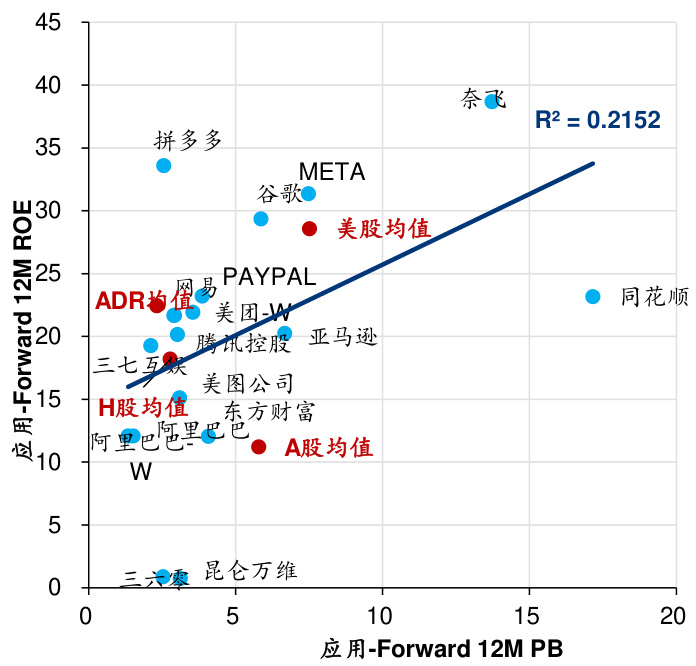 45
40
35
30
25
20
15
10
5
0
0
5
10
15
20
应用-Forward 12M ROE
应用-Forward 12M PB
R² = 0.2152
奈飞
拼多多
META
谷歌
美股均值
PAYPAL
网易
ADR均值
美团-W
同花顺
腾讯控股
亚马逊
三七互娱
美图公司
H股均值
东方财富
阿里巴巴
阿里巴巴-
W
A股均值
三六零
昆仑万维